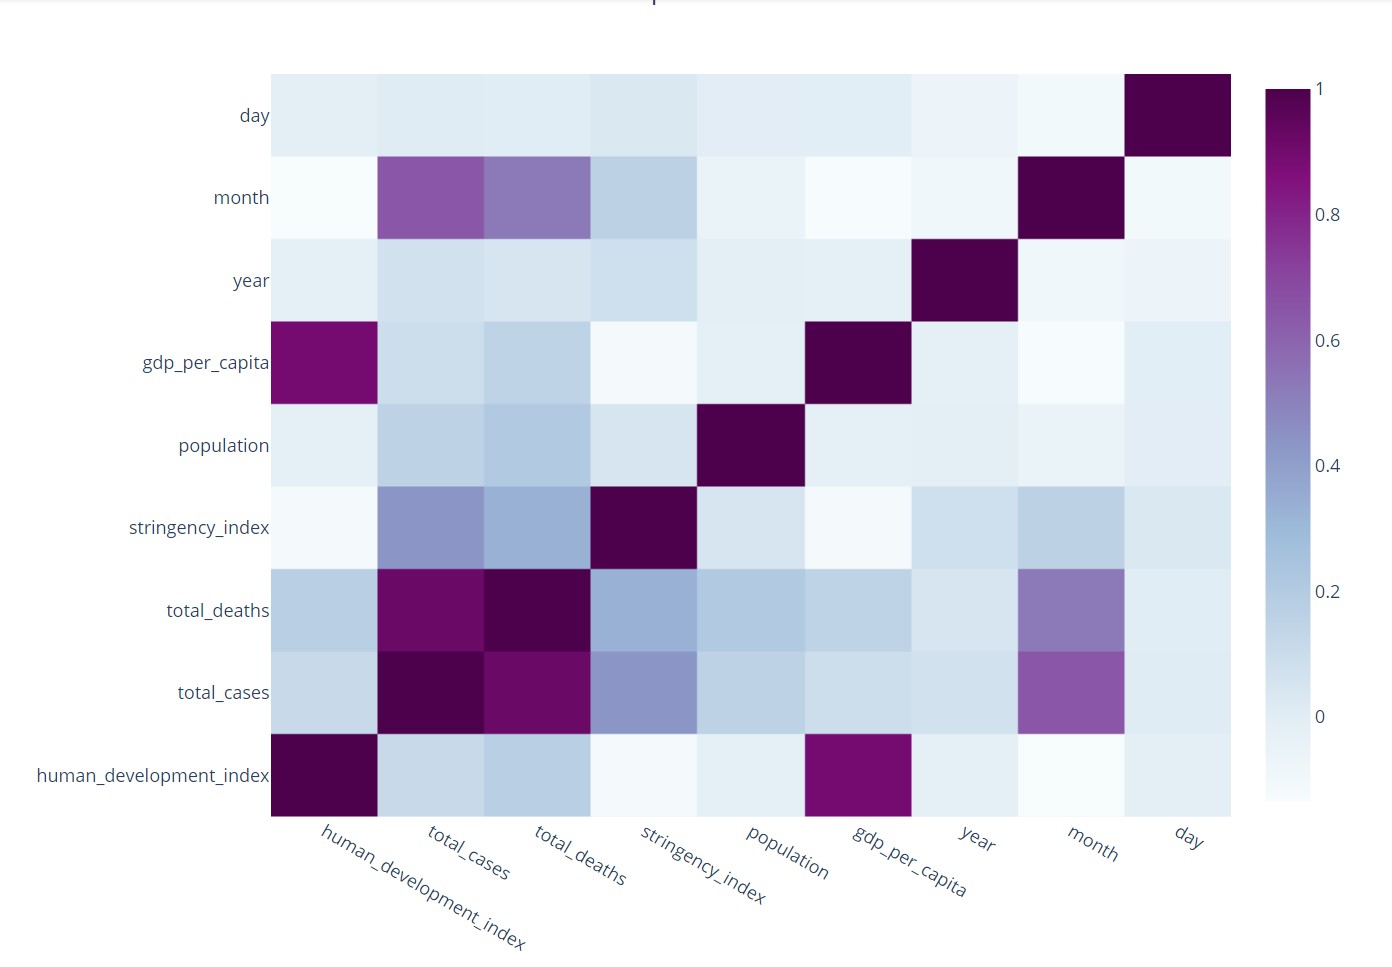 day
month
year
gdp_per_capita
population
stringency_index
total_deaths
total_cases
human_development_index
human_development_index
total_cases
total_deaths
stringency_index
population
gdp_per_capita
year
month
day
1
0.8
0.6
0.4
0.2
0